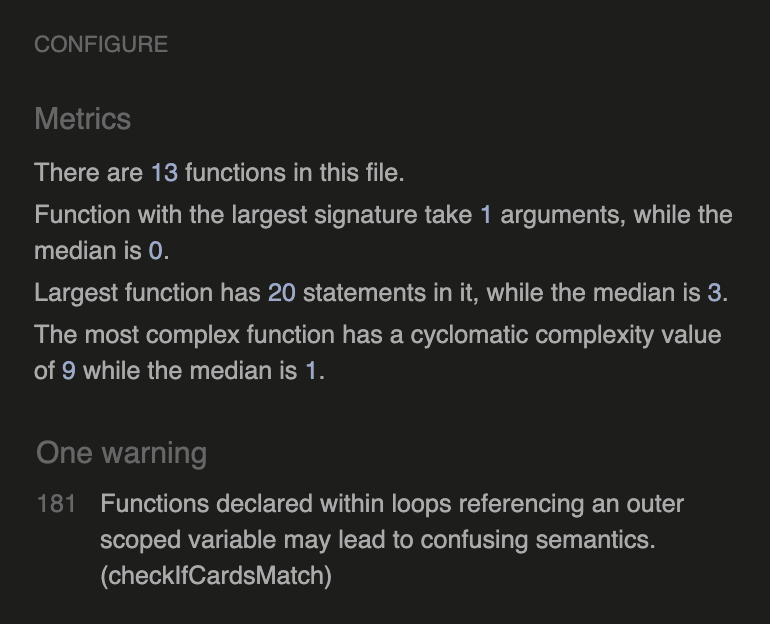 CONFIGURE
Metrics
There are 13 functions in this file.
Function with the largest signature take 1 arguments, while the
median is 0.
Largest function has 20 statements in it, while the median is 3.
The most complex function has a cyclomatic complexity value
of 9 while the median is 1.
One warning
181 Functions declared within loops referencing an outer
scoped variable may lead to confusing semantics.
(checkIfCardsMatch)